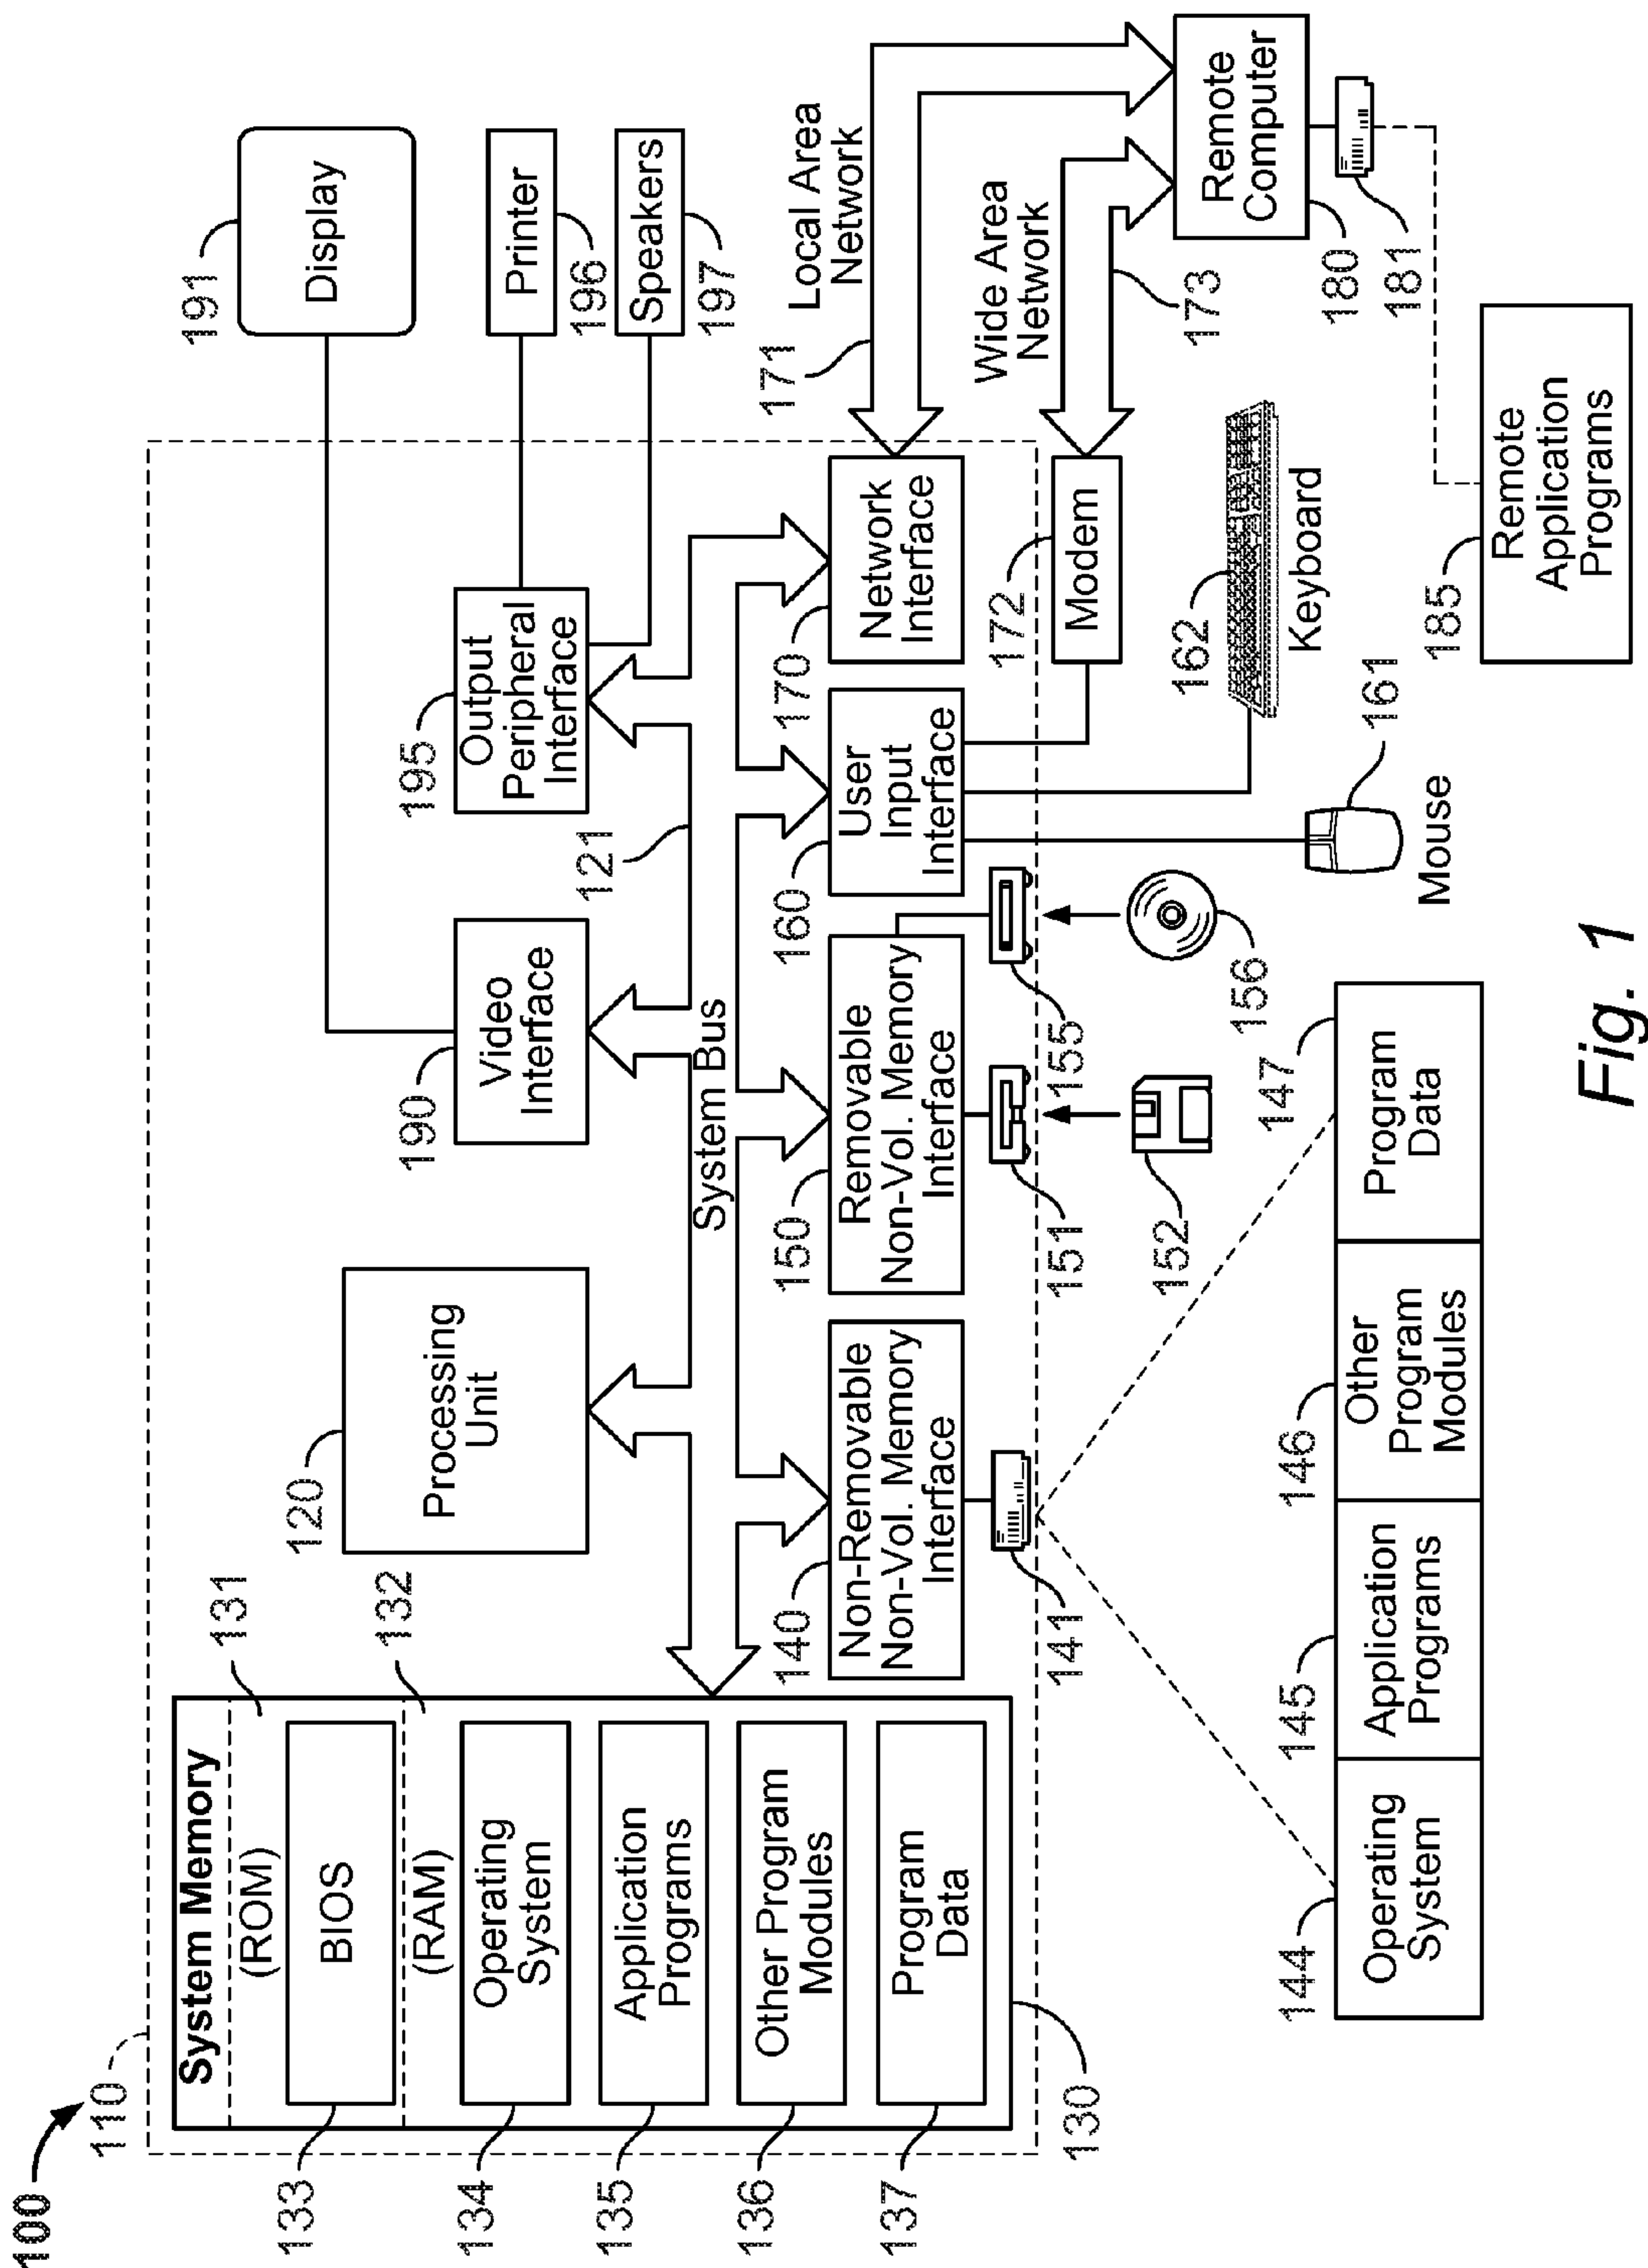 100
110
System Memory
(ROM)
131
BIOS
133
(RAM)
132
Operating
System
134
Application
Programs
135
Other Program
Modules
136
Program
Data
137
130
120
Processing
Unit
190
Video
Interface
195
Output
Peripheral
Interface
191
Display
Printer
196
Speakers
197
121
System Bus
140
Non-Removable
Non-Vol. Memory
Interface
150
Removable
Non-Vol. Memory
Interface
160
User
Input
Interface
170
Network
Interface
171
Local Area
Network
Wide Area
Network
173
172
Modem
Remote
Computer
180
181
141
151
155
152
156
162
Keyboard
161
Mouse
185
Remote
Application
Programs
144
Operating
System
145
Application
Programs
146
Other
Program
Modules
147
Program
Data
Fig. 1